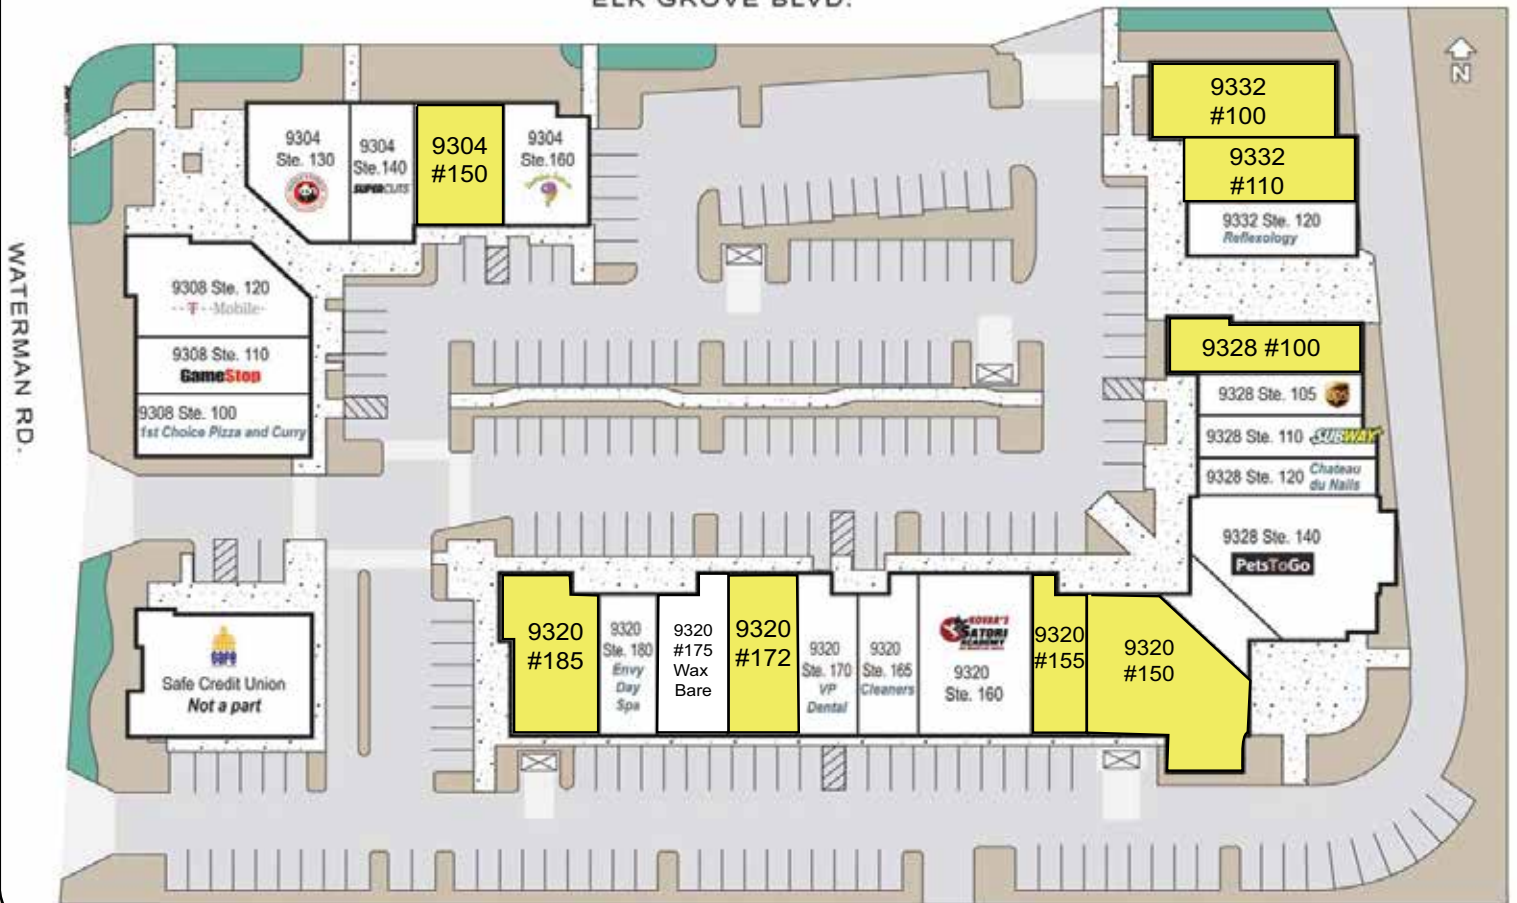 ELK GROVE BLVD.
N
WATERMAN RD.
9304
Ste. 130
9304
Ste.140
SUPERCUTS
9304
#150
9304
Ste.160
9332
#100
9332
#110
9332 Ste. 120
Reflexology
9308 Ste. 120
T-Mobile
9308 Ste. 110
GameStop
9308 Ste. 100
1st Choice Pizza and Curry
9328 #100
9328 Ste. 105
ups
9328 Ste. 110 SUBWAY
9328 Ste. 120 Chateau
du Nails
9328 Ste. 140
PetsToGo
safe
Safe Credit Union
Not a part
9320
#185
9320
Ste. 180
Envy
Day
Spa
9320
#175
Wax
Bare
9320
#172
9320
Ste. 170
VP
Dental
9320
Ste. 165
Cleaners
KOVAR'S
SATORI
ACADEMY
9320
Ste. 160
9320
#155
9320
#150